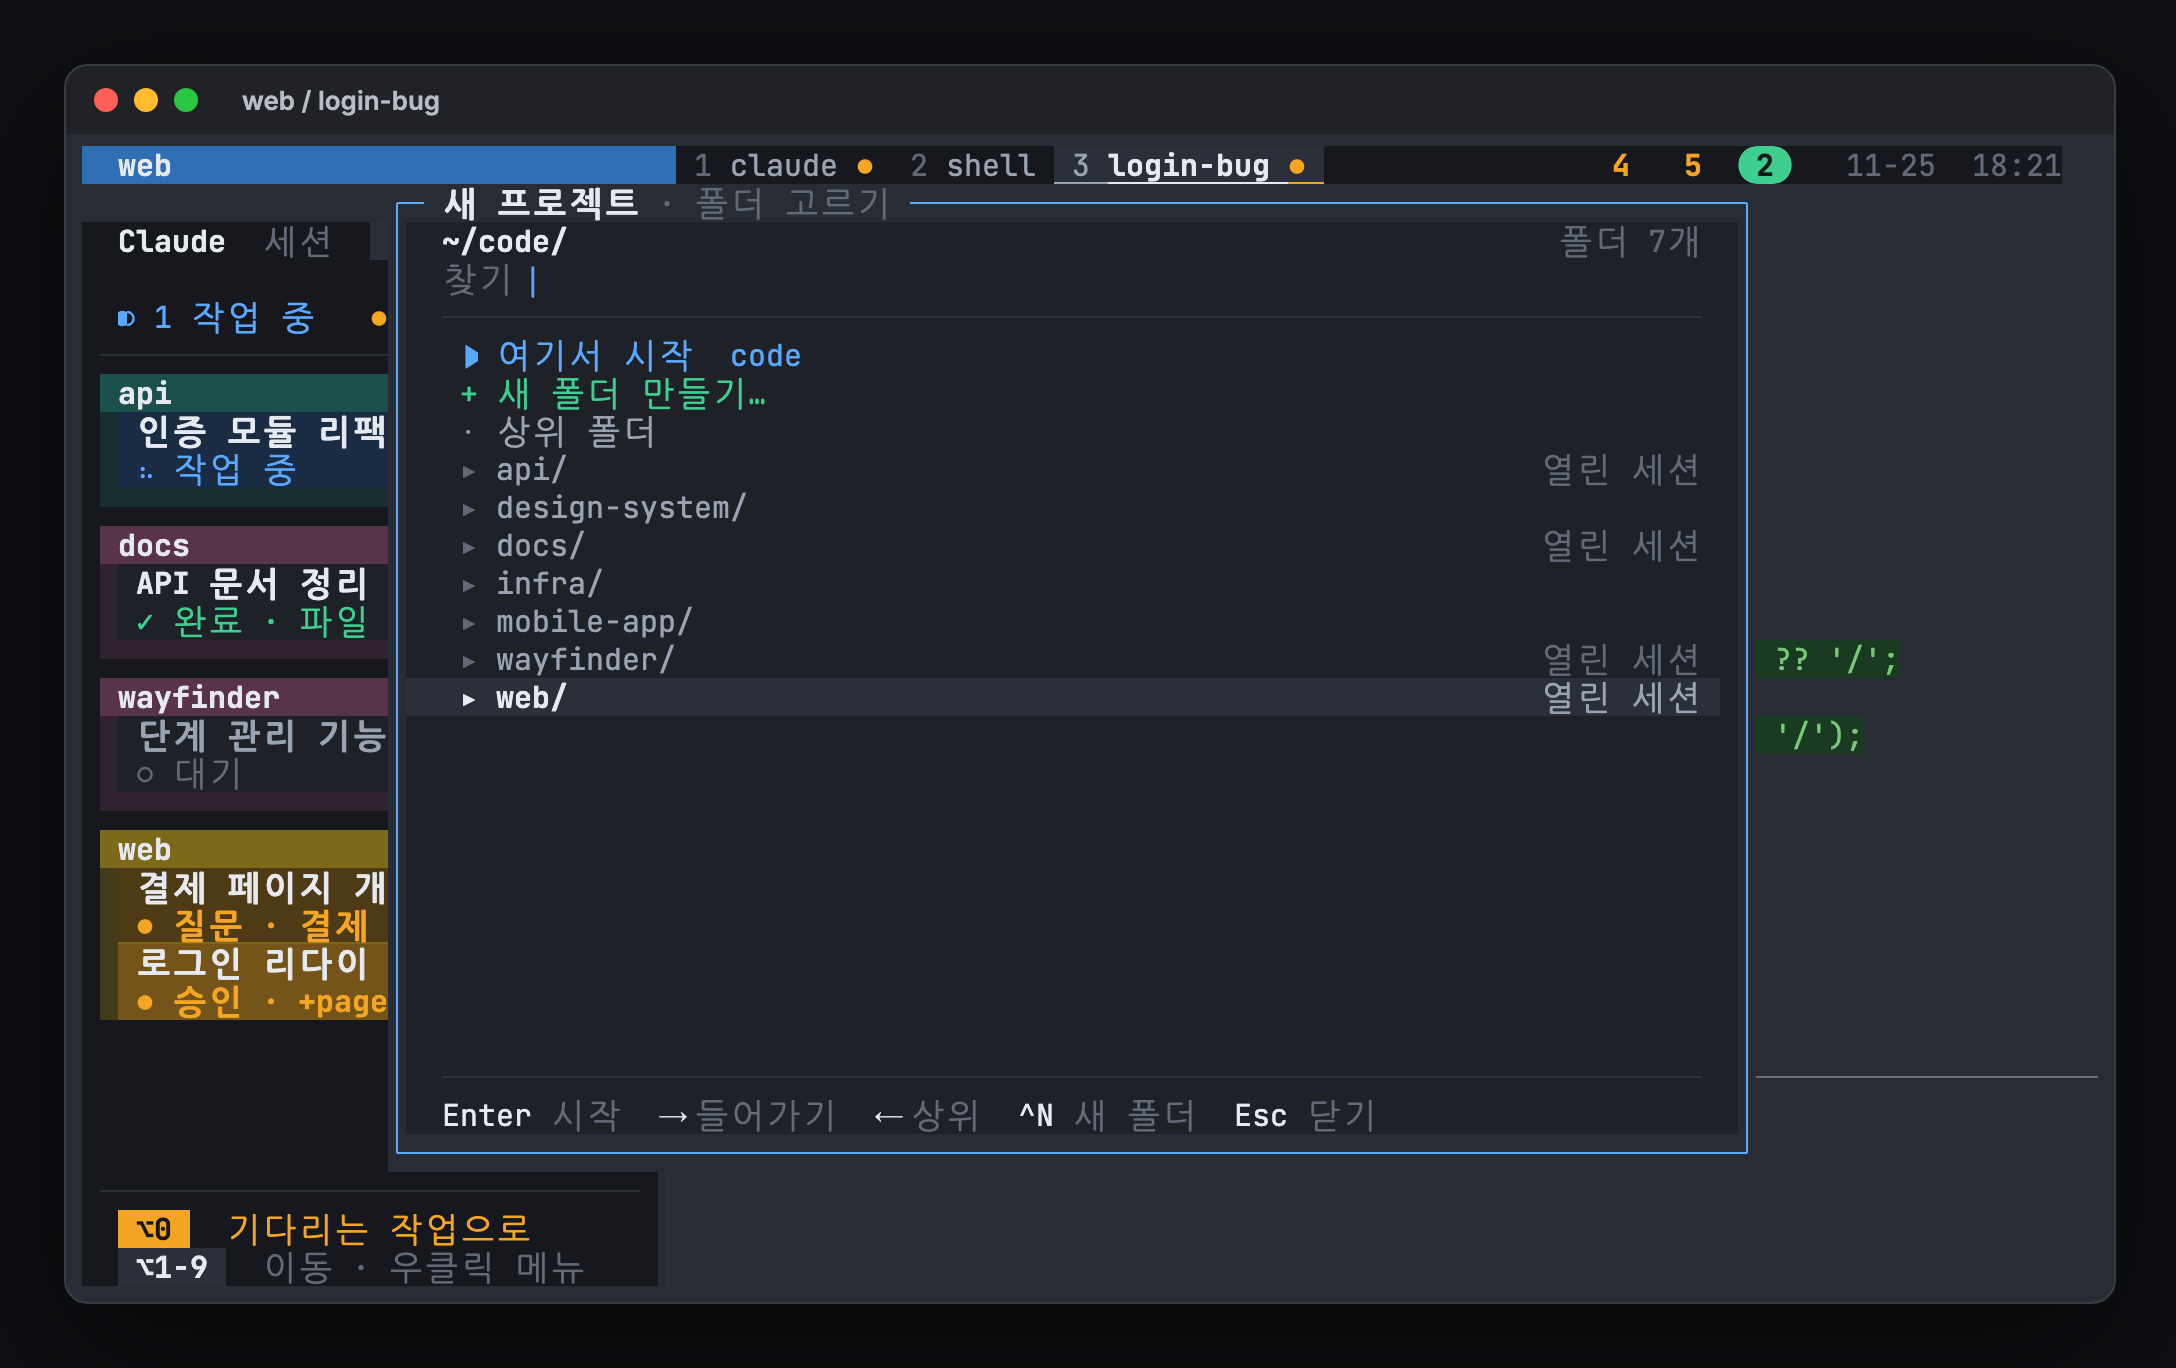 web / login-bug
web 1 claude ● 2 shell 3 login-bug ● 4 5 2 11-25 18:21
새 프로젝트 · 폴더 고르기
Claude 세션
1 작업 중 ●
api
인증 모듈 리팩
작업 중
docs
API 문서 정리
✓ 완료 · 파일
wayfinder
단계 관리 기능
○ 대기
web
결제 페이지 개
● 질문 · 결제
로그인 리다이
● 승인 · +page
~/code/ 폴더 7개
찾기
여기서 시작 code
+ 새 폴더 만들기…
· 상위 폴더
▸ api/ 열린 세션
▸ design-system/
▸ docs/ 열린 세션
▸ infra/
▸ mobile-app/
▸ wayfinder/ 열린 세션
▸ web/ 열린 세션
Enter 시작 → 들어가기 ← 상위 ^N 새 폴더 Esc 닫기
?? '/';
'/');
⌥0 기다리는 작업으로
⌥1-9 이동 · 우클릭 메뉴